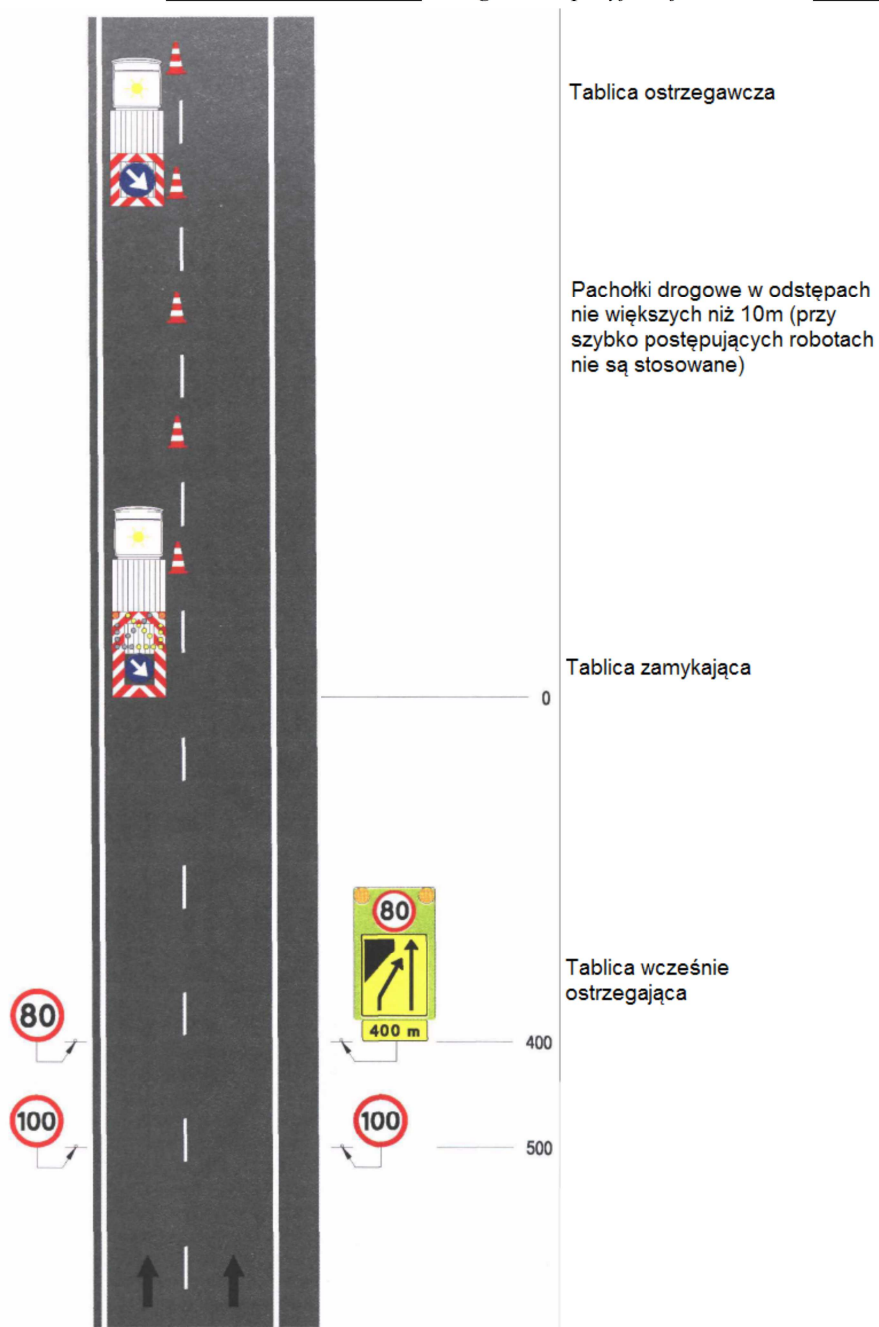 Tablica ostrzegawcza
Pachołki drogowe w odstępach
nie większych niż 10m (przy
szybko postępujących robotach
nie są stosowane)
Tablica zamykająca
0
80
Tablica wcześnie
ostrzegająca
80
400 m
400
100
100
500